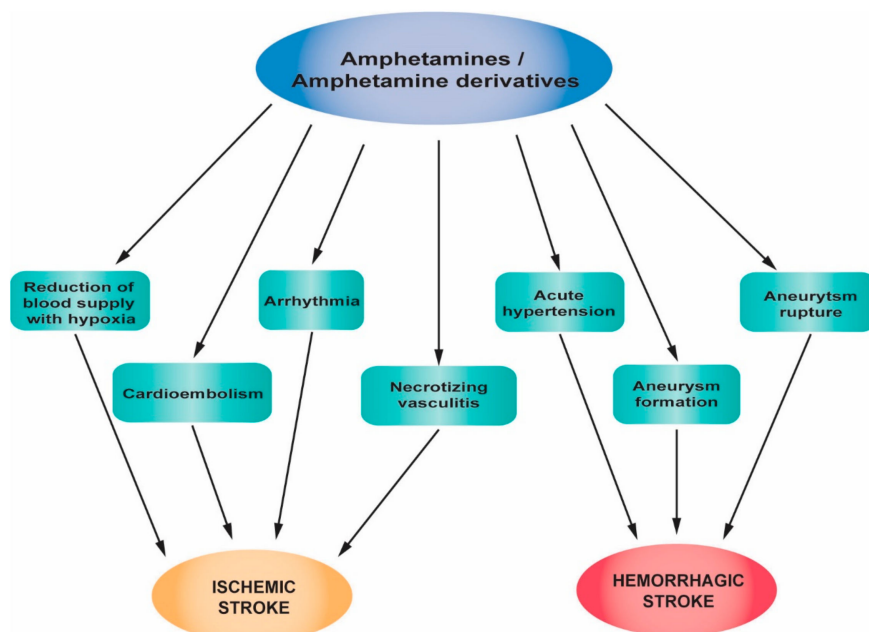 Amphetamines /
Amphetamine derivatives
Reduction of
blood supply
with hypoxia
Arrhythmia
Acute
hypertension
Aneurytsm
rupture
Cardioembolism
Necrotizing
vasculitis
Aneurysm
formation
ISCHEMIC
STROKE
HEMORRHAGIC
STROKE